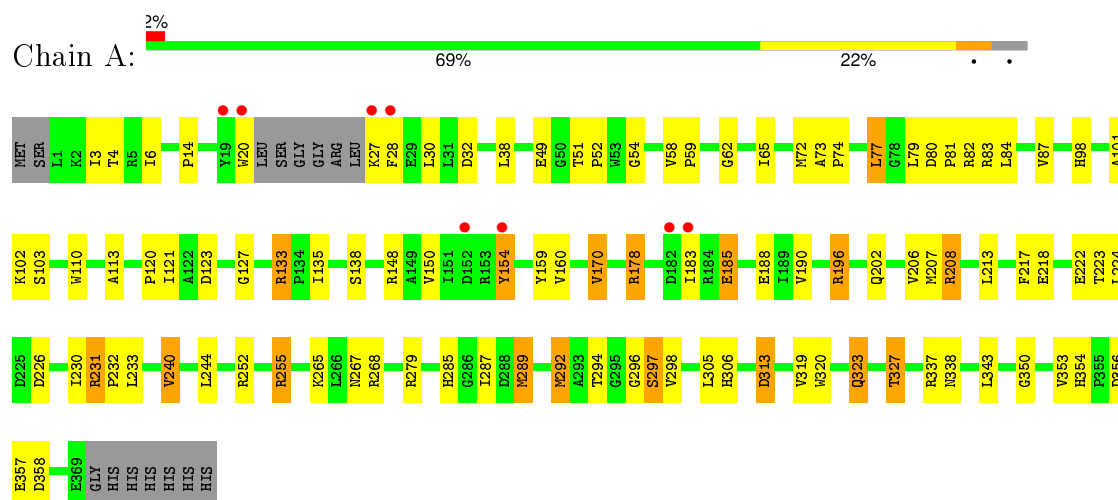 2%
Chain A:
69% 22% • •
MET SER L1 K2 I3 T4 R5 I6 P14 Y19 W20 LEU SER GLY GLY ARG LEU K27 F28 E29 L30 L31 D32 L38 E49 G50 T51 P52 W53 G54 V58 P59 G62 I65 M72 A73 P74 L77 G78 L79 D80 P81 R82 R83 L84 V87 H98 A101
K102 S103 W110 A113 P120 I121 A122 D123 G127 R133 P134 I135 S138 R148 A149 V150 I151 D152 R153 Y154 Y159 V160 V170 R178 D182 I183 R184 E185 E188 I189 V190 R196 Q202 V206 M207 R208 L213 F217 E218 E222 T223 L224
D225 D226 I230 R231 P232 L233 V240 L244 R252 R255 K265 L266 N267 R268 R279 H285 G286 I287 D288 M289 M292 A293 T294 G295 G296 S297 V298 L305 H306 D313 V319 W320 Q323 T327 R337 N338 L343 G350 V353 H354 P355
E357 D358 E369 GLY HIS HIS HIS HIS HIS HIS